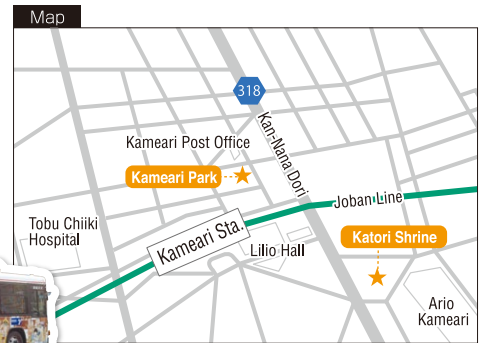 Map
318
Kan-Nana Dori
Kameari Post Office
Kameari Park
Joban Line
Tobu Chiiki
Hospital
Kameari Sta.
Lilio Hall
Katori Shrine
Ario
Kameari